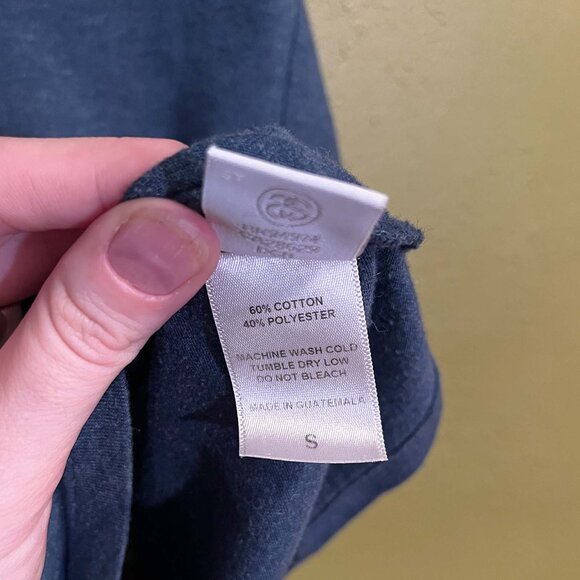 60% COTTON
40% POLYESTER
MACHINE WASH COLD
TUMBLE DRY LOW
DO NOT BLEACH
MADE IN GUATEMALA
S